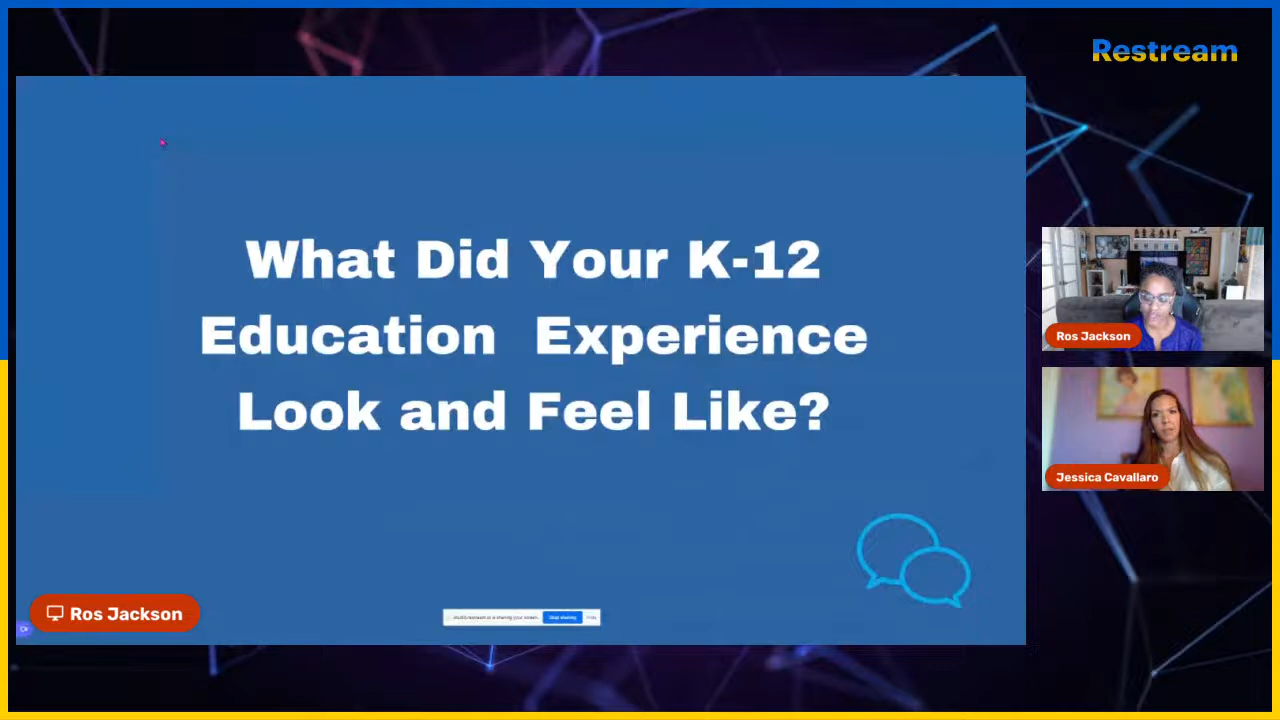 Restream
What Did Your K-12
Education Experience
Look and Feel Like?
Ros Jackson
Jessica Cavallaro
Ros Jackson
Stop sharing